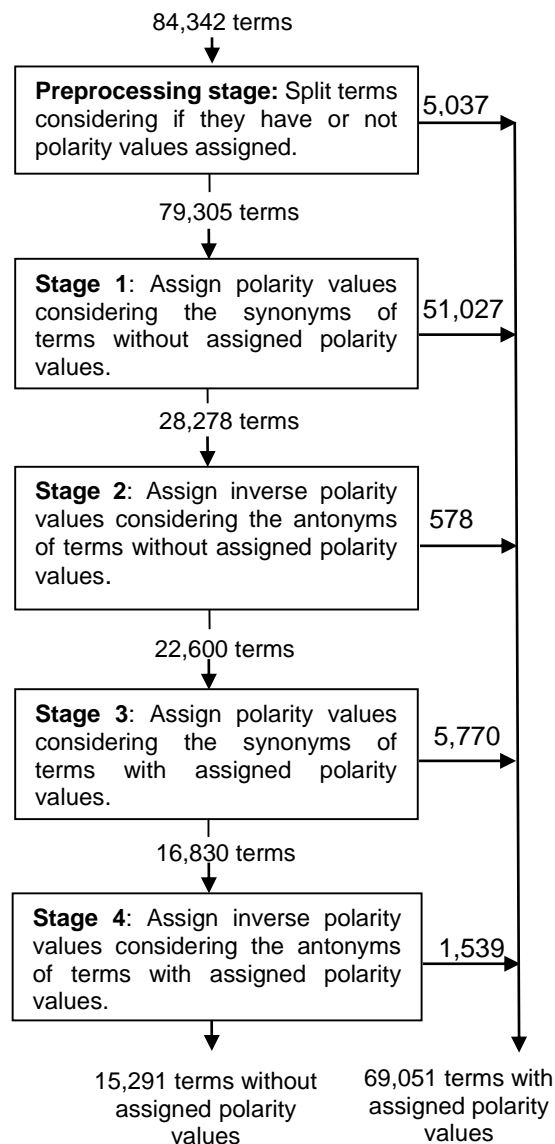 84,342 terms
Preprocessing stage: Split terms
considering if they have or not
polarity values assigned.
5,037
79,305 terms
Stage 1: Assign polarity values
considering the synonyms of
terms without assigned polarity
values.
51,027
28,278 terms
Stage 2: Assign inverse polarity
values considering the antonyms
of terms without assigned polarity
values.
578
22,600 terms
Stage 3: Assign polarity values
considering the synonyms of
terms with assigned polarity
values.
5,770
16,830 terms
Stage 4: Assign inverse polarity
values considering the antonyms
of terms with assigned polarity
values.
1,539
15,291 terms without
assigned polarity
values
69,051 terms with
assigned polarity
values